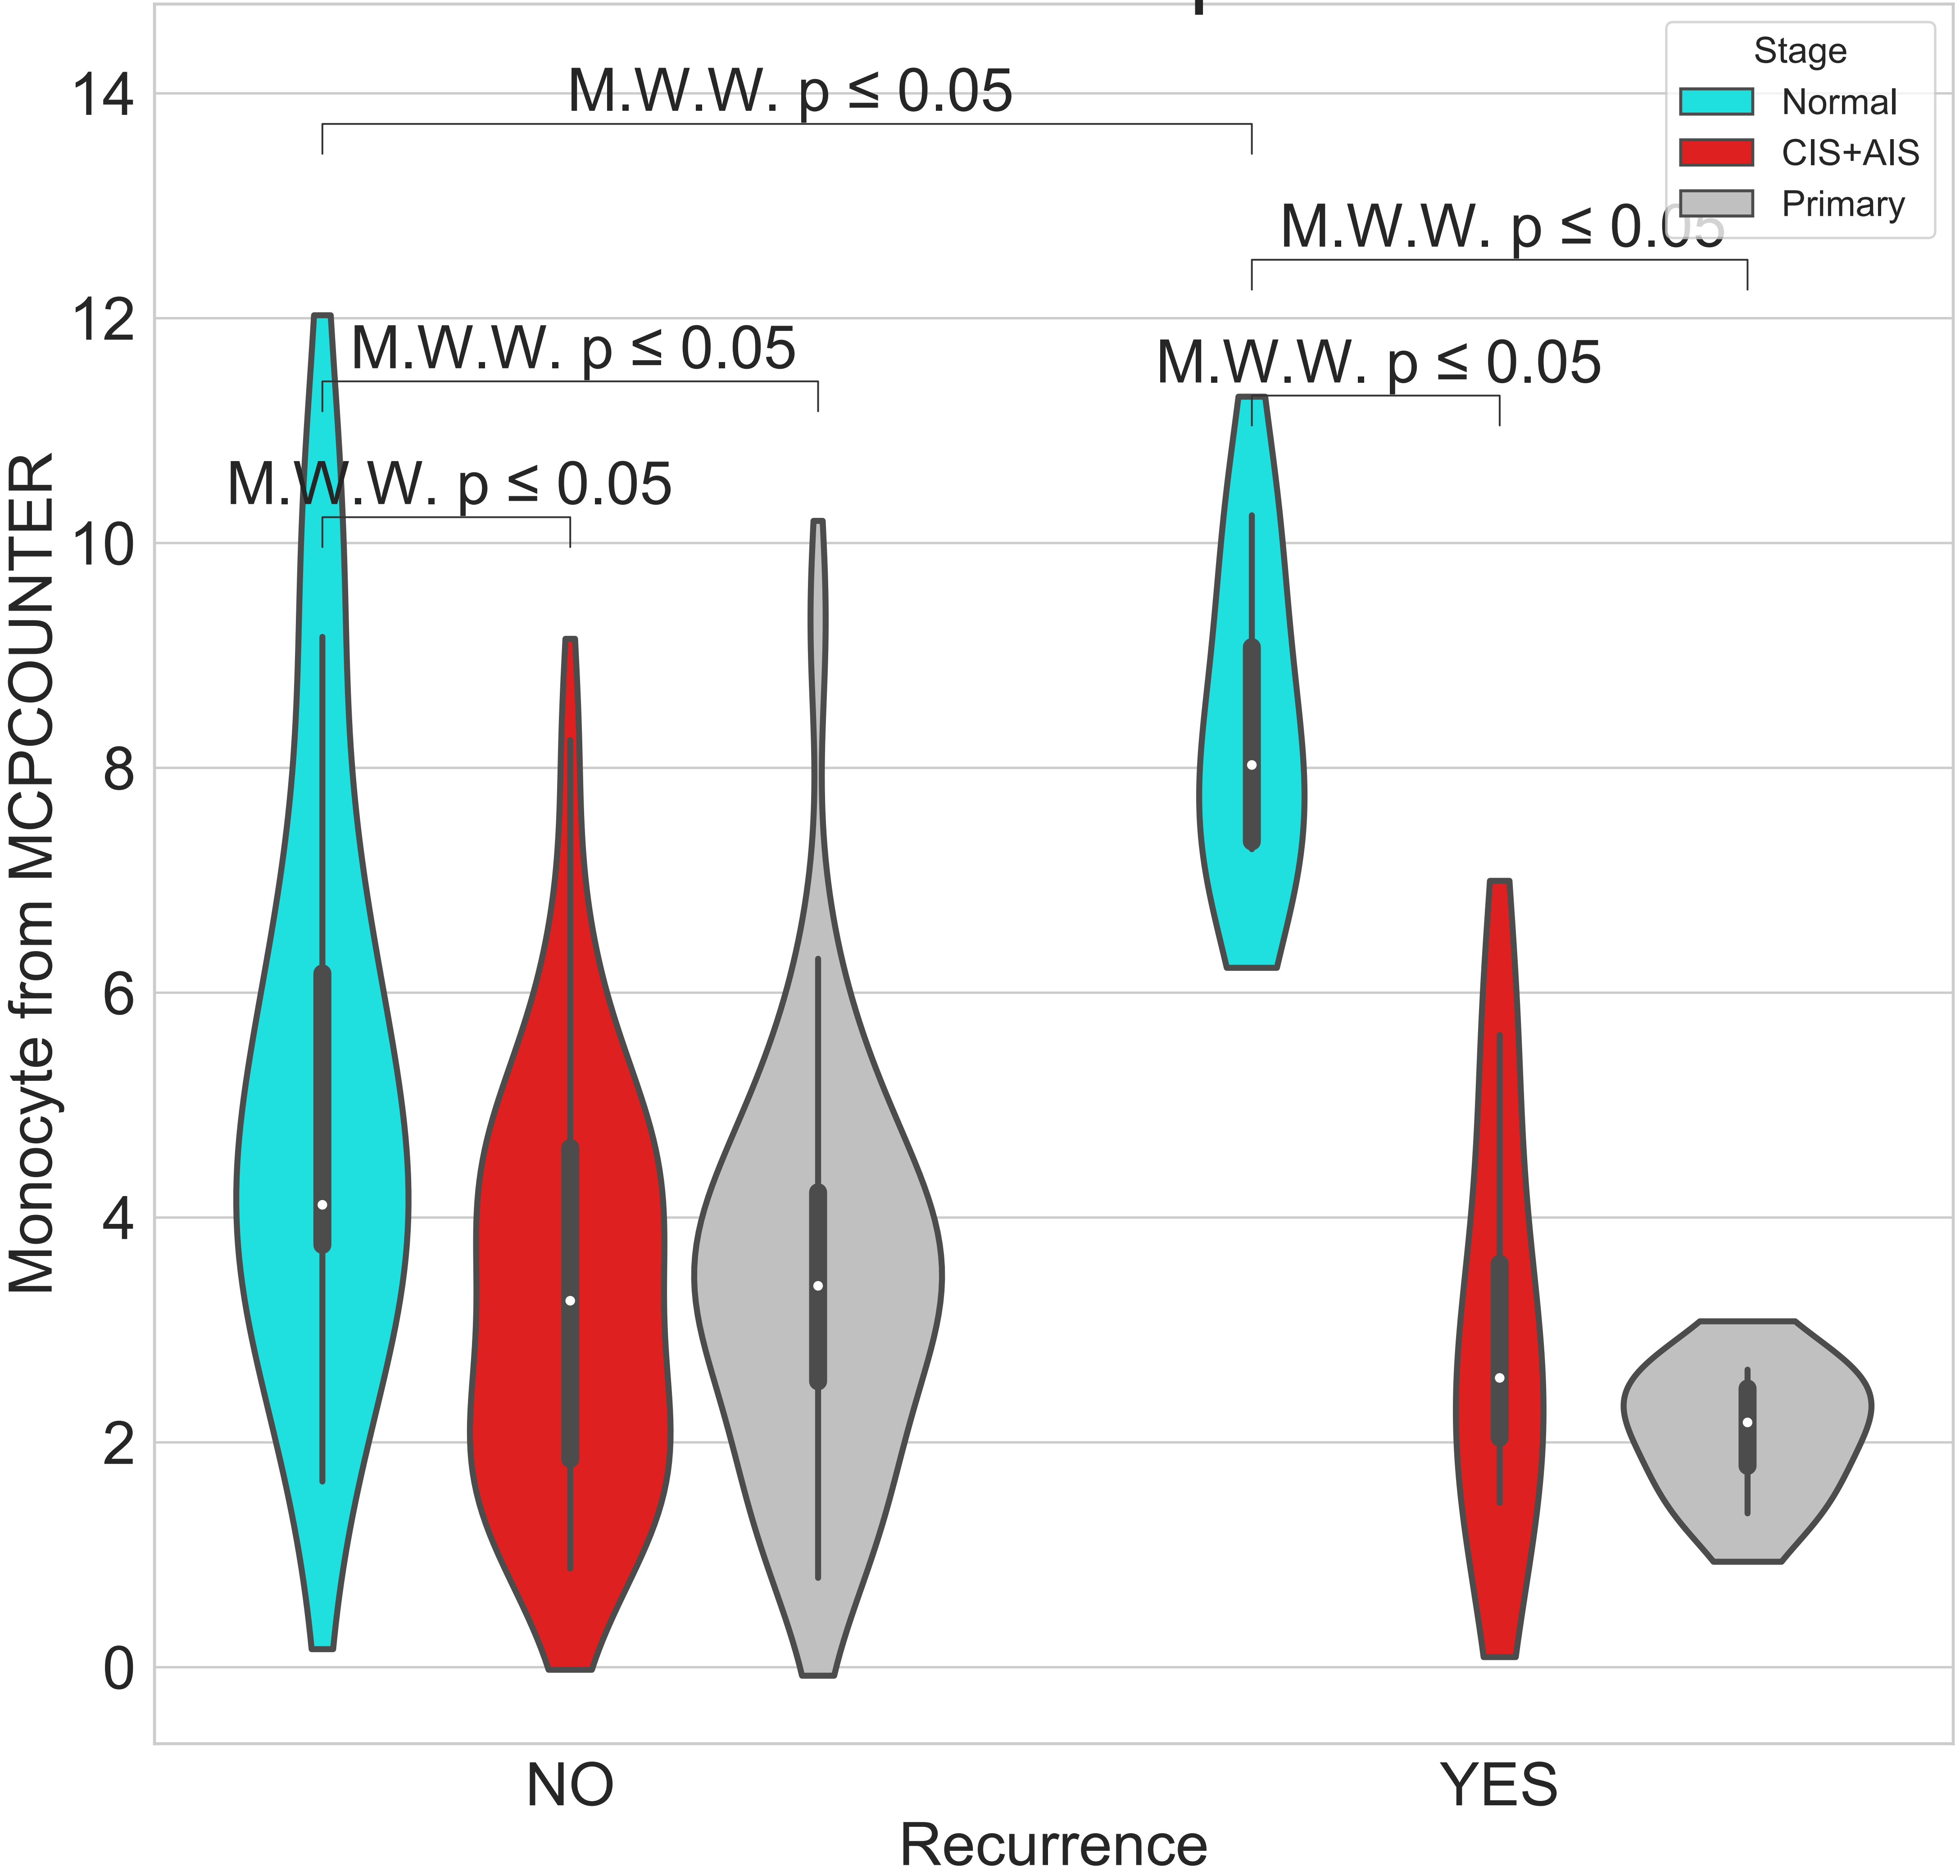 Stage
Normal
CIS+AIS
Primary
M.W.W. p ≤ 0.05
M.W.W. p ≤ 0.05
M.W.W. p ≤ 0.05
M.W.W. p ≤ 0.05
M.W.W. p ≤ 0.05
14
12
10
8
6
4
2
0
Monocyte from MCPCOUNTER
NO
YES
Recurrence